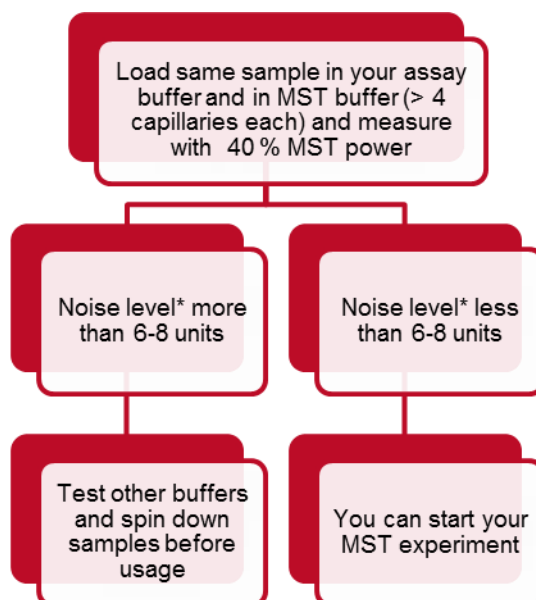 Load same sample in your assay
buffer and in MST buffer (> 4
capillaries each) and measure
with 40 % MST power
Noise level* more
than 6-8 units
Noise level* less
than 6-8 units
Test other buffers
and spin down
samples before
usage
You can start your
MST experiment